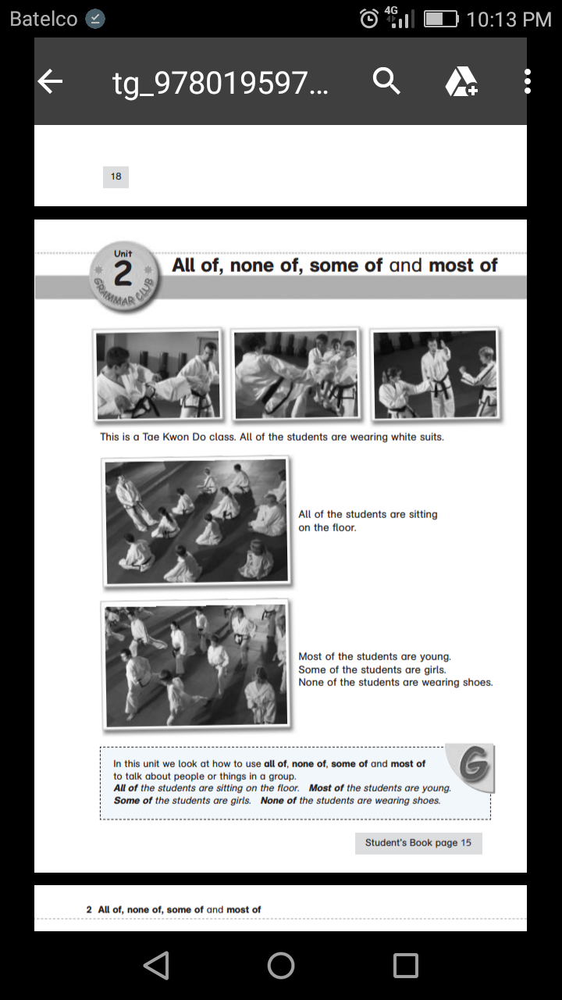 Batelco
4G
10:13 PM
tg_978019597...
18
Unit
2
GRAMMAR CLUB
All of, none of, some of and most of
This is a Tae Kwon Do class. All of the students are wearing white suits.
All of the students are sitting
on the floor.
Most of the students are young.
Some of the students are girls.
None of the students are wearing shoes.
G
In this unit we look at how to use all of, none of, some of and most of
to talk about people or things in a group.
All of the students are sitting on the floor. Most of the students are young.
Some of the students are girls. None of the students are wearing shoes.
Student's Book page 15
2 All of, none of, some of and most of